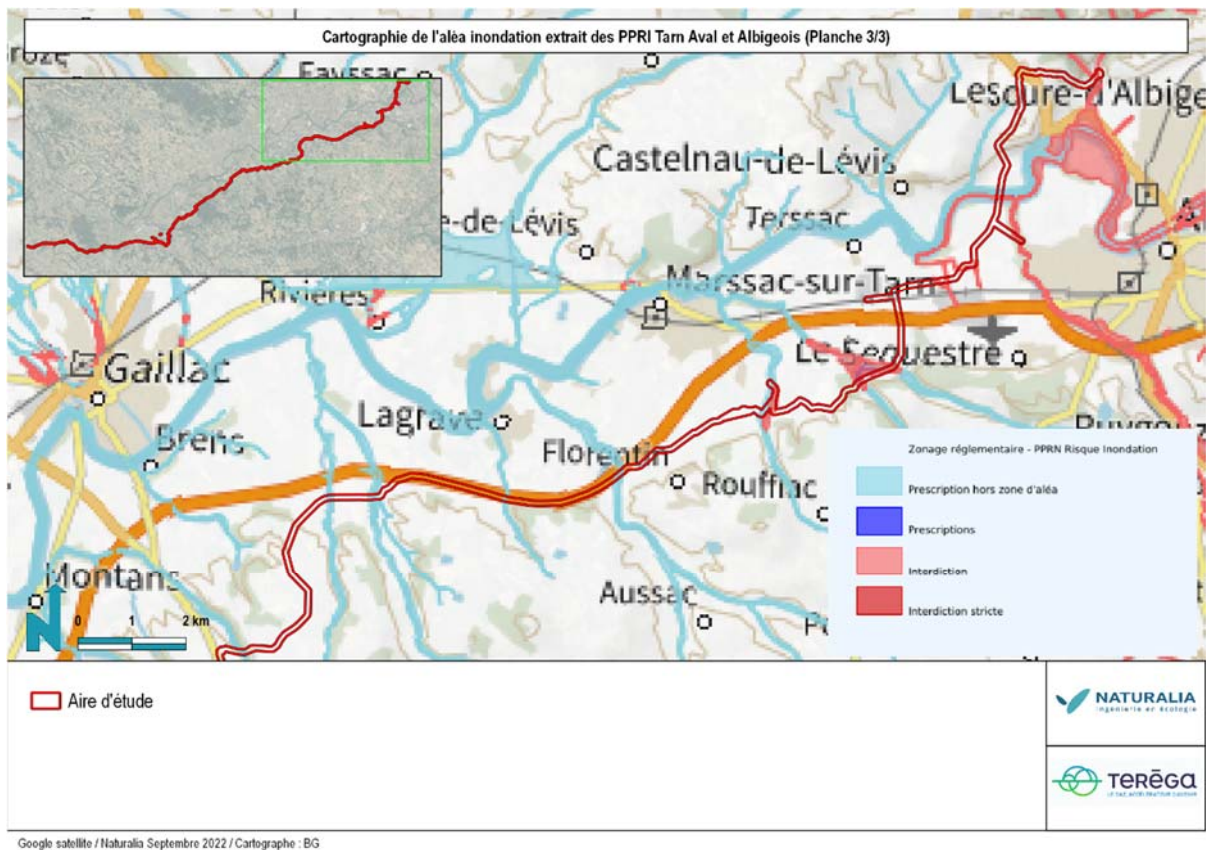 Cartographie de l'aléa inondation extrait des PPRI Tarn Aval et Albigeois (Planche 3/3)
Fayssac
Lescure-d'Albige
Castelnau-de-Lévis
e-de-Lévis
Terssac
Marssac-sur-Tarn
Rivières
Le Sequestre
Gaillac
Lagrave
Florentin
Brens
Rouffiac
Puygouz
Montans
Aussac
N
0 1 2 km
Zonage réglementaire - PPRN Risque Inondation
Prescription hors zone d'aléa
Prescriptions
Interdiction
Interdiction stricte
Aire d'étude
NATURALIA
Ingénierie en écologie
TERĒGA
Google satellite / Naturalia Septembre 2022 / Cartographe : BG